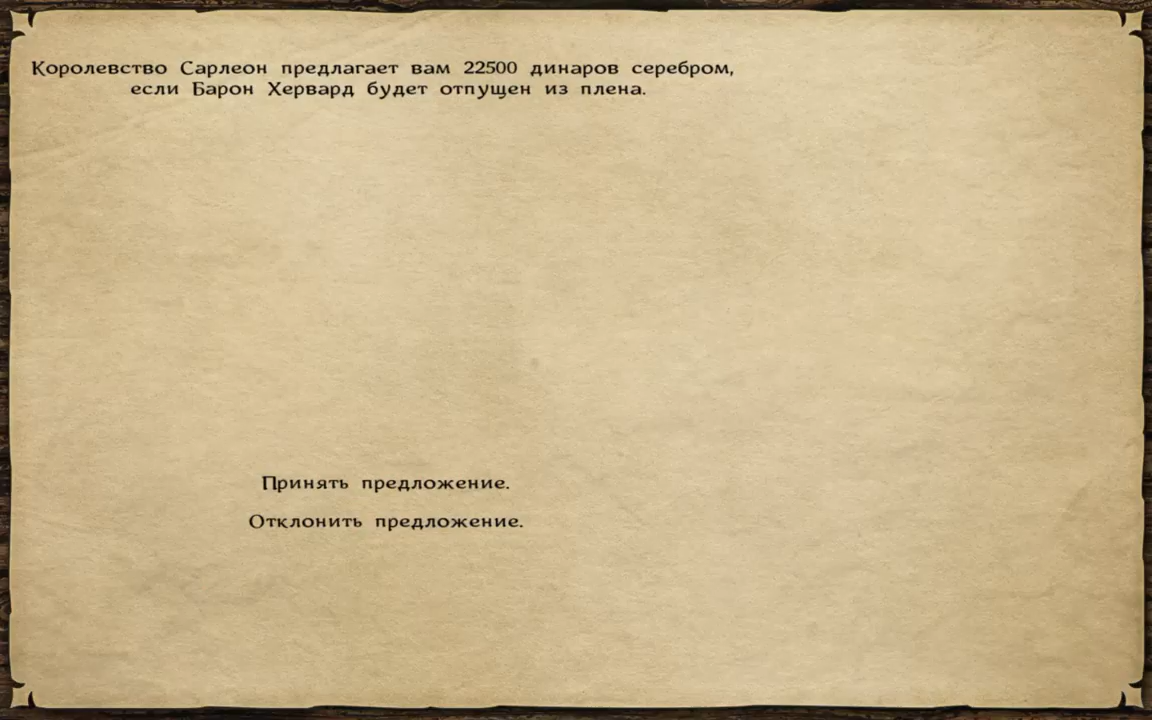 Королевство Сарлеон предлагает вам 22500 динаров серебром,
если Барон Хервард будет отпущен из плена.
Принять предложение.
Отклонить предложение.